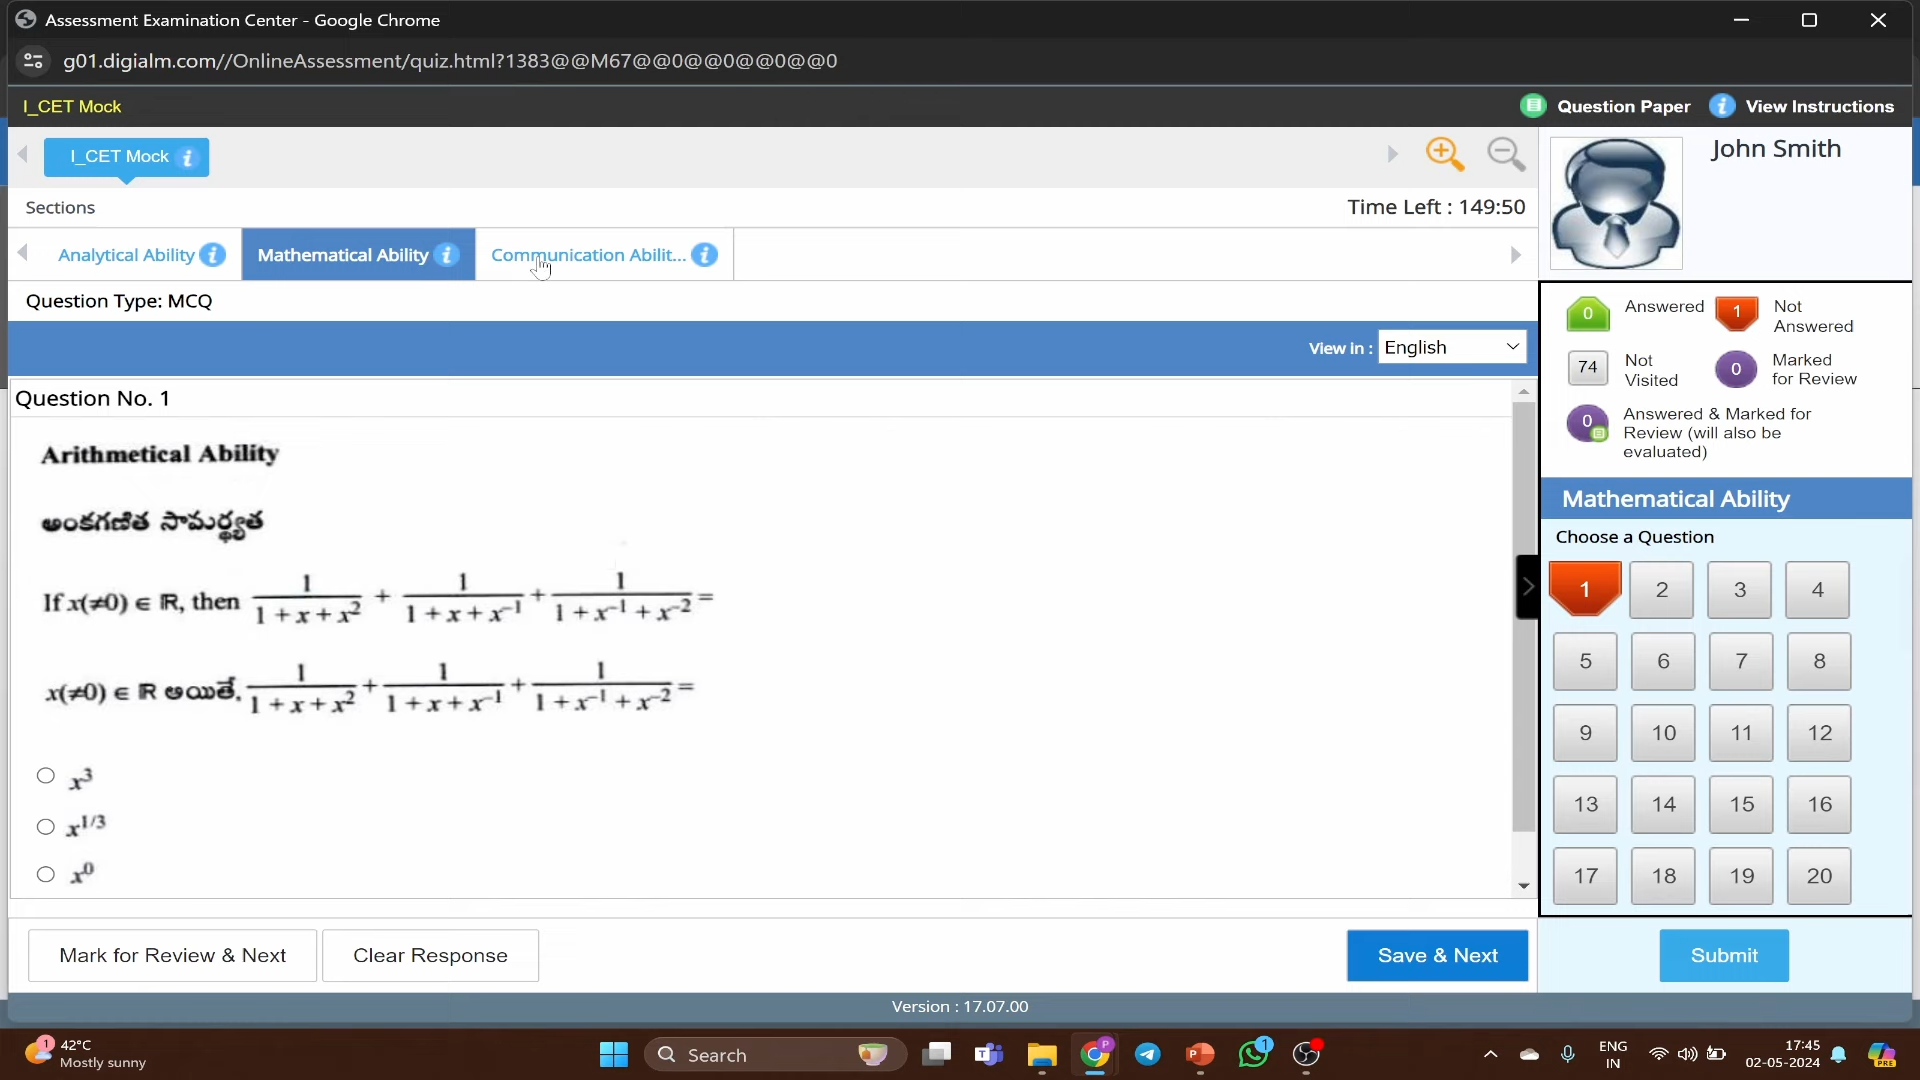 Assessment Examination Center - Google Chrome
g01.digialm.com//OnlineAssessment/quiz.html?1383@@M67@@0@@0@@0@@0
I_CET Mock
Question Paper
View Instructions
I_CET Mock
John Smith
Sections
Time Left : 149:50
Analytical Ability
Mathematical Ability
Communication Abilit...
Question Type: MCQ
View in : English
0 Answered
1 Not Answered
74 Not Visited
0 Marked for Review
0 Answered & Marked for Review (will also be evaluated)
Question No. 1
Arithmetical Ability
అంకగణిత సామర్థ్యత
If x(≠0) ∈ ℝ, then 1/(1 + x + x²) + 1/(1 + x + x⁻¹) + 1/(1 + x⁻¹ + x⁻²) =
x(≠0) ∈ ℝ అయితే, 1/(1 + x + x²) + 1/(1 + x + x⁻¹) + 1/(1 + x⁻¹ + x⁻²) =
x³
x^1/3
x⁰
Mathematical Ability
Choose a Question
1 2 3 4
5 6 7 8
9 10 11 12
13 14 15 16
17 18 19 20
Mark for Review & Next
Clear Response
Save & Next
Submit
Version : 17.07.00
1
42°C
Mostly sunny
Search
P
P
1
ENG
IN
17:45
02-05-2024
PRE